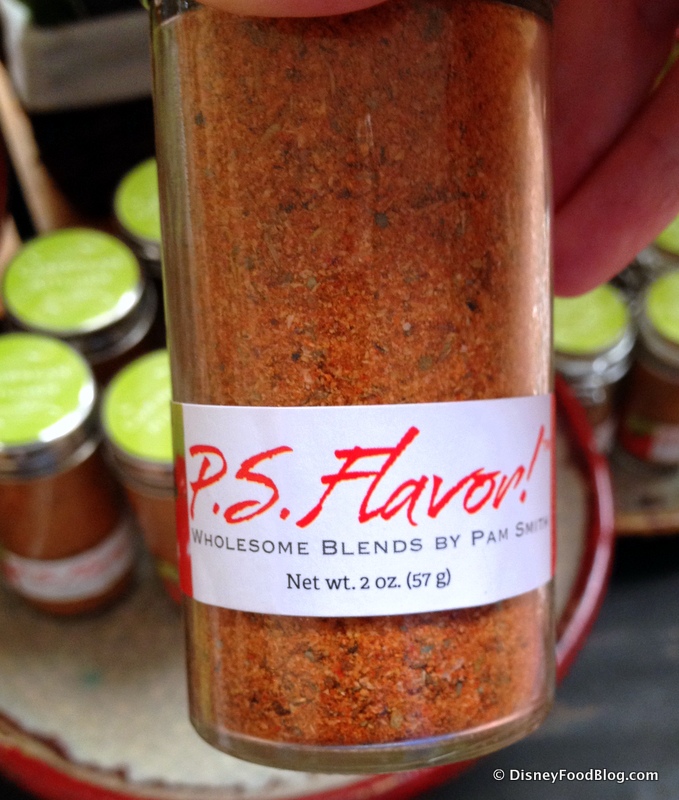 P.S. Flavor!
WHOLESOME BLENDS BY PAM SMITH
Net wt. 2 oz. (57 g)
© DisneyFoodBlog.com